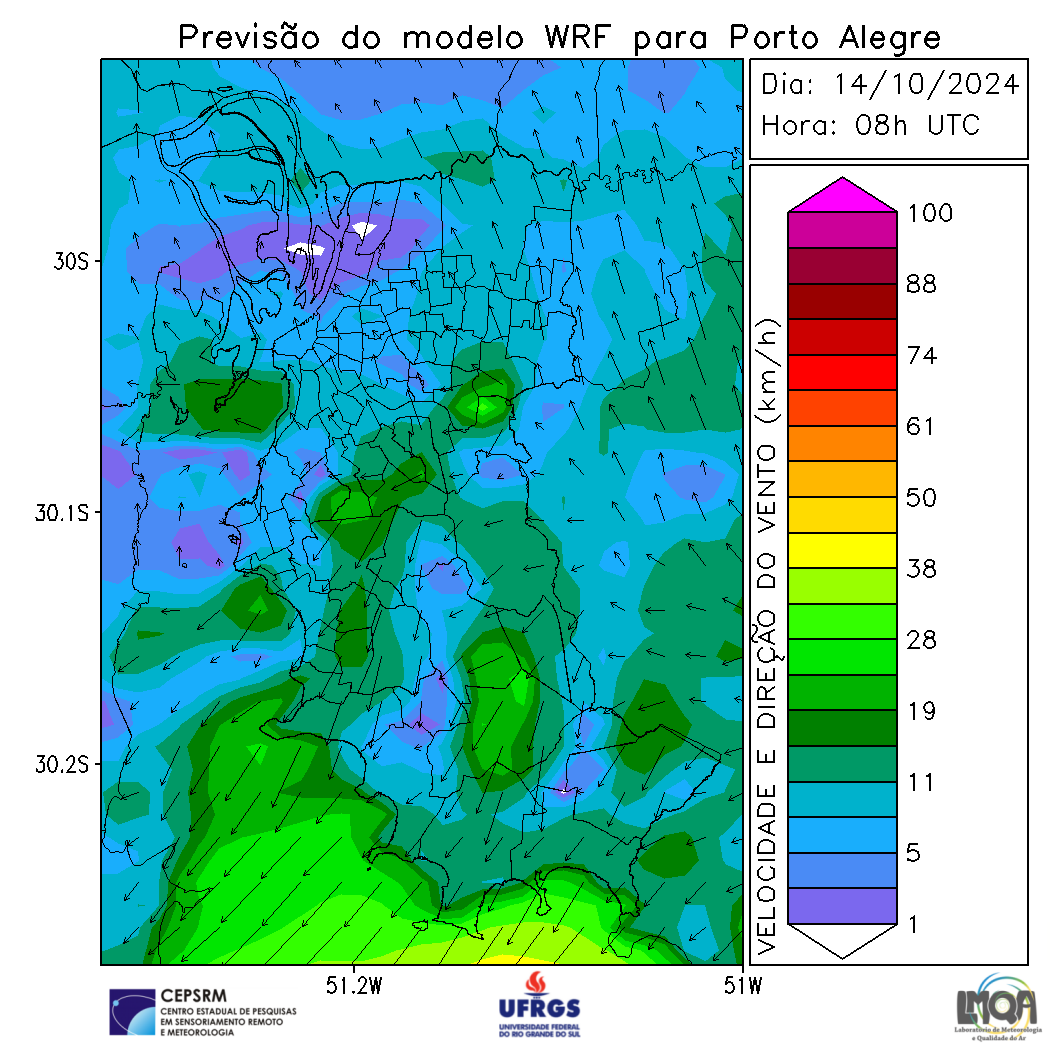 Previsão do modelo WRF para Porto Alegre
Dia: 14/10/2024
Hora: 08h UTC
30S
30.1S
30.2S
51.2W
51W
VELOCIDADE E DIREÇÃO DO VENTO (km/h)
100
88
74
61
50
38
28
19
11
5
1
CEPSRM
CENTRO ESTADUAL DE PESQUISAS
EM SENSORIAMENTO REMOTO
E METEOROLOGIA
UFRGS
UNIVERSIDADE FEDERAL
DO RIO GRANDE DO SUL
LMQA
Laboratório de Meteorologia
e Qualidade do Ar